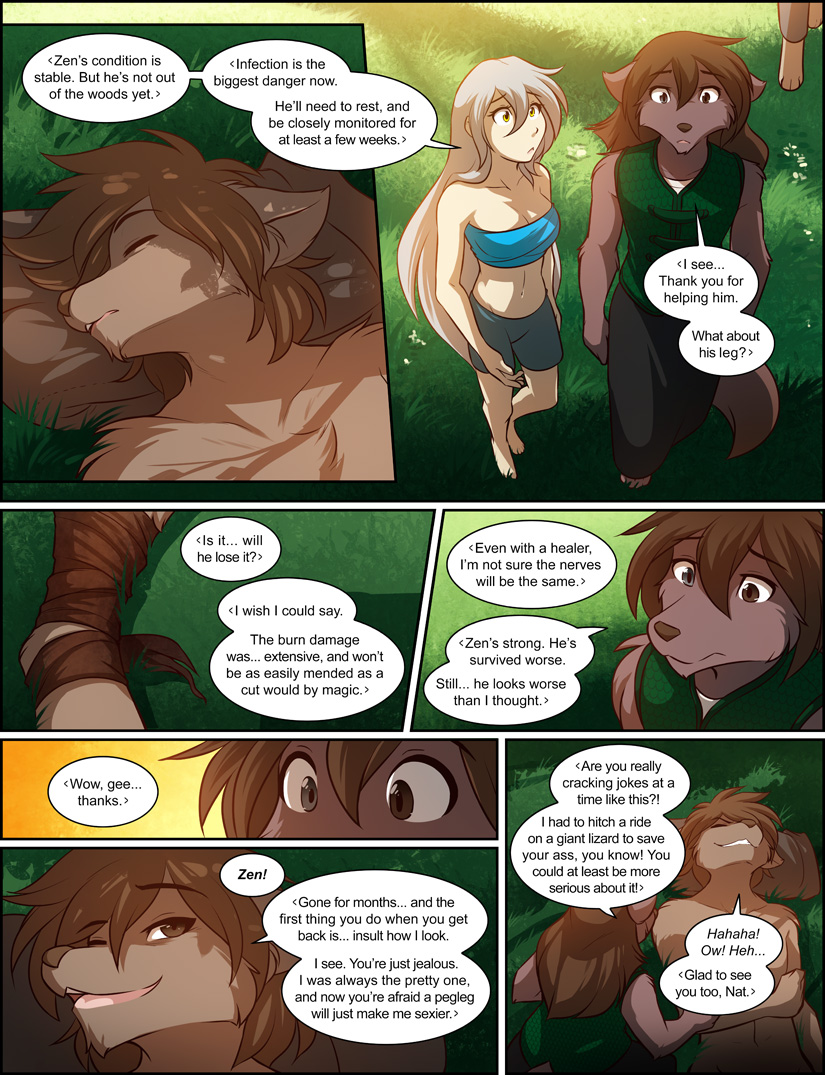 ‹Zen's condition is
stable. But he's not out
of the woods yet.›
‹Infection is the
biggest danger now.
He'll need to rest, and
be closely monitored for
at least a few weeks.›
‹I see...
Thank you for
helping him.
What about
his leg?›
‹Is it... will
he lose it?›
‹I wish I could say.
The burn damage
was... extensive, and won't
be as easily mended as a
cut would by magic.›
‹Even with a healer,
I'm not sure the nerves
will be the same.›
‹Zen's strong. He's
survived worse.
Still... he looks worse
than I thought.›
‹Wow, gee...
thanks.›
Zen!
‹Gone for months... and the
first thing you do when you get
back is... insult how I look.
I see. You're just jealous.
I was always the pretty one,
and now you're afraid a pegleg
will just make me sexier.›
‹Are you really
cracking jokes at a
time like this?!
I had to hitch a ride
on a giant lizard to save
your ass, you know! You
could at least be more
serious about it!›
Hahaha!
Ow! Heh...
‹Glad to see
you too, Nat.›